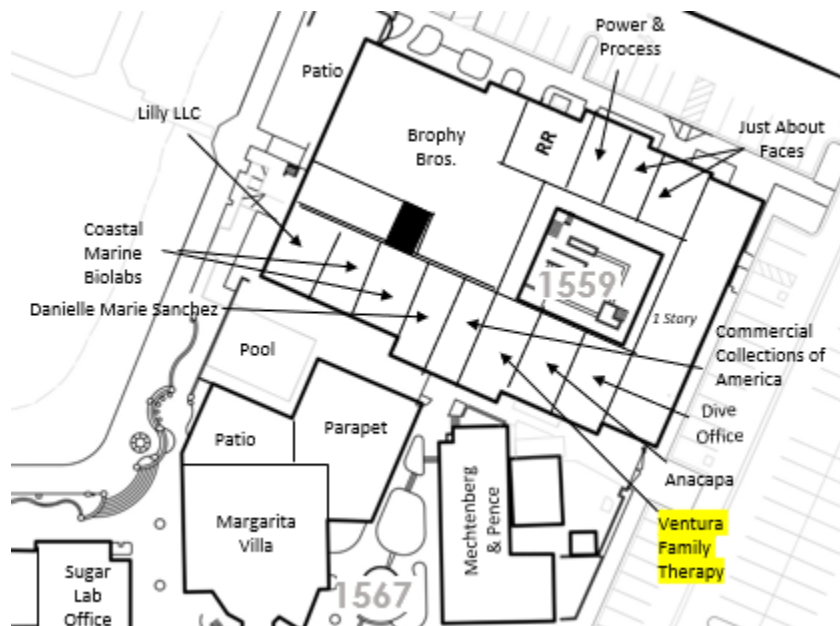 Power &
Process
Patio
Lilly LLC
Brophy
Bros.
RR
Just About
Faces
Coastal
Marine
Biolabs
1559
Danielle Marie Sanchez
1 Story
Commercial
Collections of
America
Pool
Dive
Office
Patio
Parapet
Anacapa
Margarita
Villa
Mechtenberg
& Pence
Ventura
Family
Therapy
Sugar
Lab
Office
1567